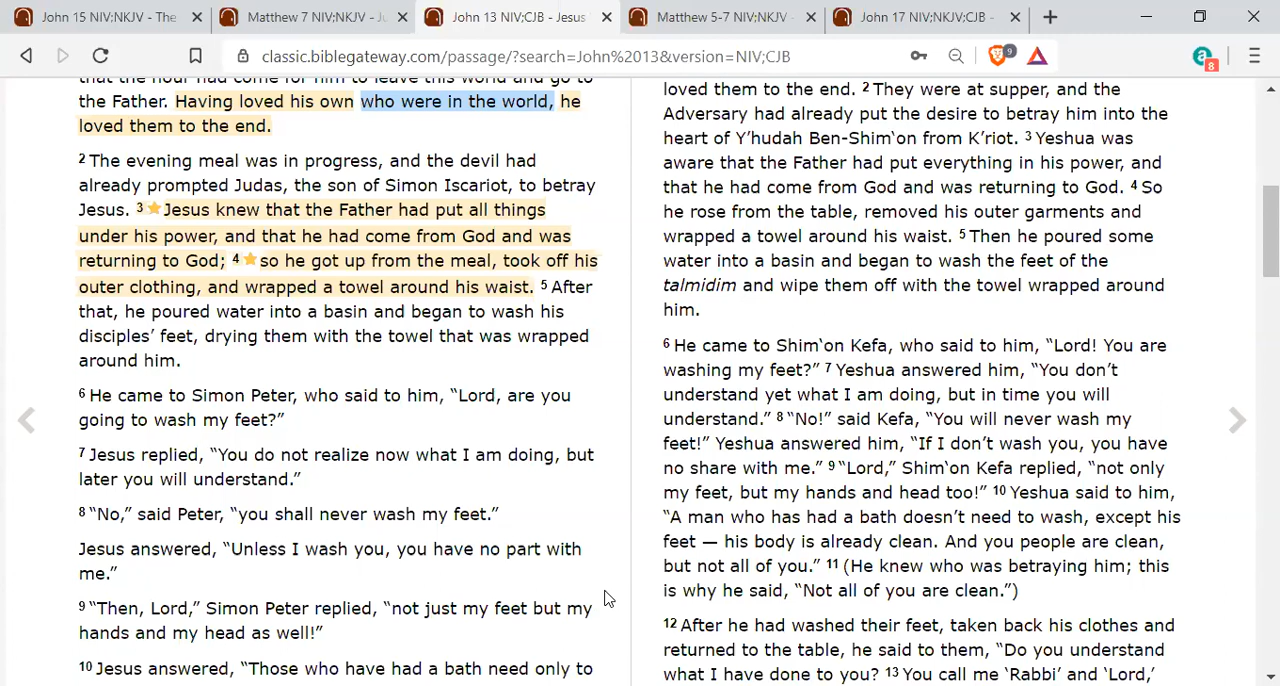 John 15 NIV;NKJV - The
Matthew 7 NIV;NKJV - Ju
John 13 NIV;CJB - Jesus
Matthew 5-7 NIV;NKJV -
John 17 NIV;NKJV;CJB -
classic.biblegateway.com/passage/?search=John%2013&version=NIV;CJB
9
a
8
that the hour had come for him to leave this world and go to
the Father. Having loved his own who were in the world, he
loved them to the end.
2 The evening meal was in progress, and the devil had
already prompted Judas, the son of Simon Iscariot, to betray
Jesus. 3 Jesus knew that the Father had put all things
under his power, and that he had come from God and was
returning to God; 4 so he got up from the meal, took off his
outer clothing, and wrapped a towel around his waist. 5 After
that, he poured water into a basin and began to wash his
disciples’ feet, drying them with the towel that was wrapped
around him.
6 He came to Simon Peter, who said to him, “Lord, are you
going to wash my feet?”
7 Jesus replied, “You do not realize now what I am doing, but
later you will understand.”
8 “No,” said Peter, “you shall never wash my feet.”
Jesus answered, “Unless I wash you, you have no part with
me.”
9 “Then, Lord,” Simon Peter replied, “not just my feet but my
hands and my head as well!”
10 Jesus answered, “Those who have had a bath need only to
loved them to the end. 2 They were at supper, and the
Adversary had already put the desire to betray him into the
heart of Y’hudah Ben-Shim‘on from K’riot. 3 Yeshua was
aware that the Father had put everything in his power, and
that he had come from God and was returning to God. 4 So
he rose from the table, removed his outer garments and
wrapped a towel around his waist. 5 Then he poured some
water into a basin and began to wash the feet of the
talmidim and wipe them off with the towel wrapped around
him.
6 He came to Shim‘on Kefa, who said to him, “Lord! You are
washing my feet?” 7 Yeshua answered him, “You don’t
understand yet what I am doing, but in time you will
understand.” 8 “No!” said Kefa, “You will never wash my
feet!” Yeshua answered him, “If I don’t wash you, you have
no share with me.” 9 “Lord,” Shim‘on Kefa replied, “not only
my feet, but my hands and head too!” 10 Yeshua said to him,
“A man who has had a bath doesn’t need to wash, except his
feet — his body is already clean. And you people are clean,
but not all of you.” 11 (He knew who was betraying him; this
is why he said, “Not all of you are clean.”)
12 After he had washed their feet, taken back his clothes and
returned to the table, he said to them, “Do you understand
what I have done to you? 13 You call me ‘Rabbi’ and ‘Lord,’